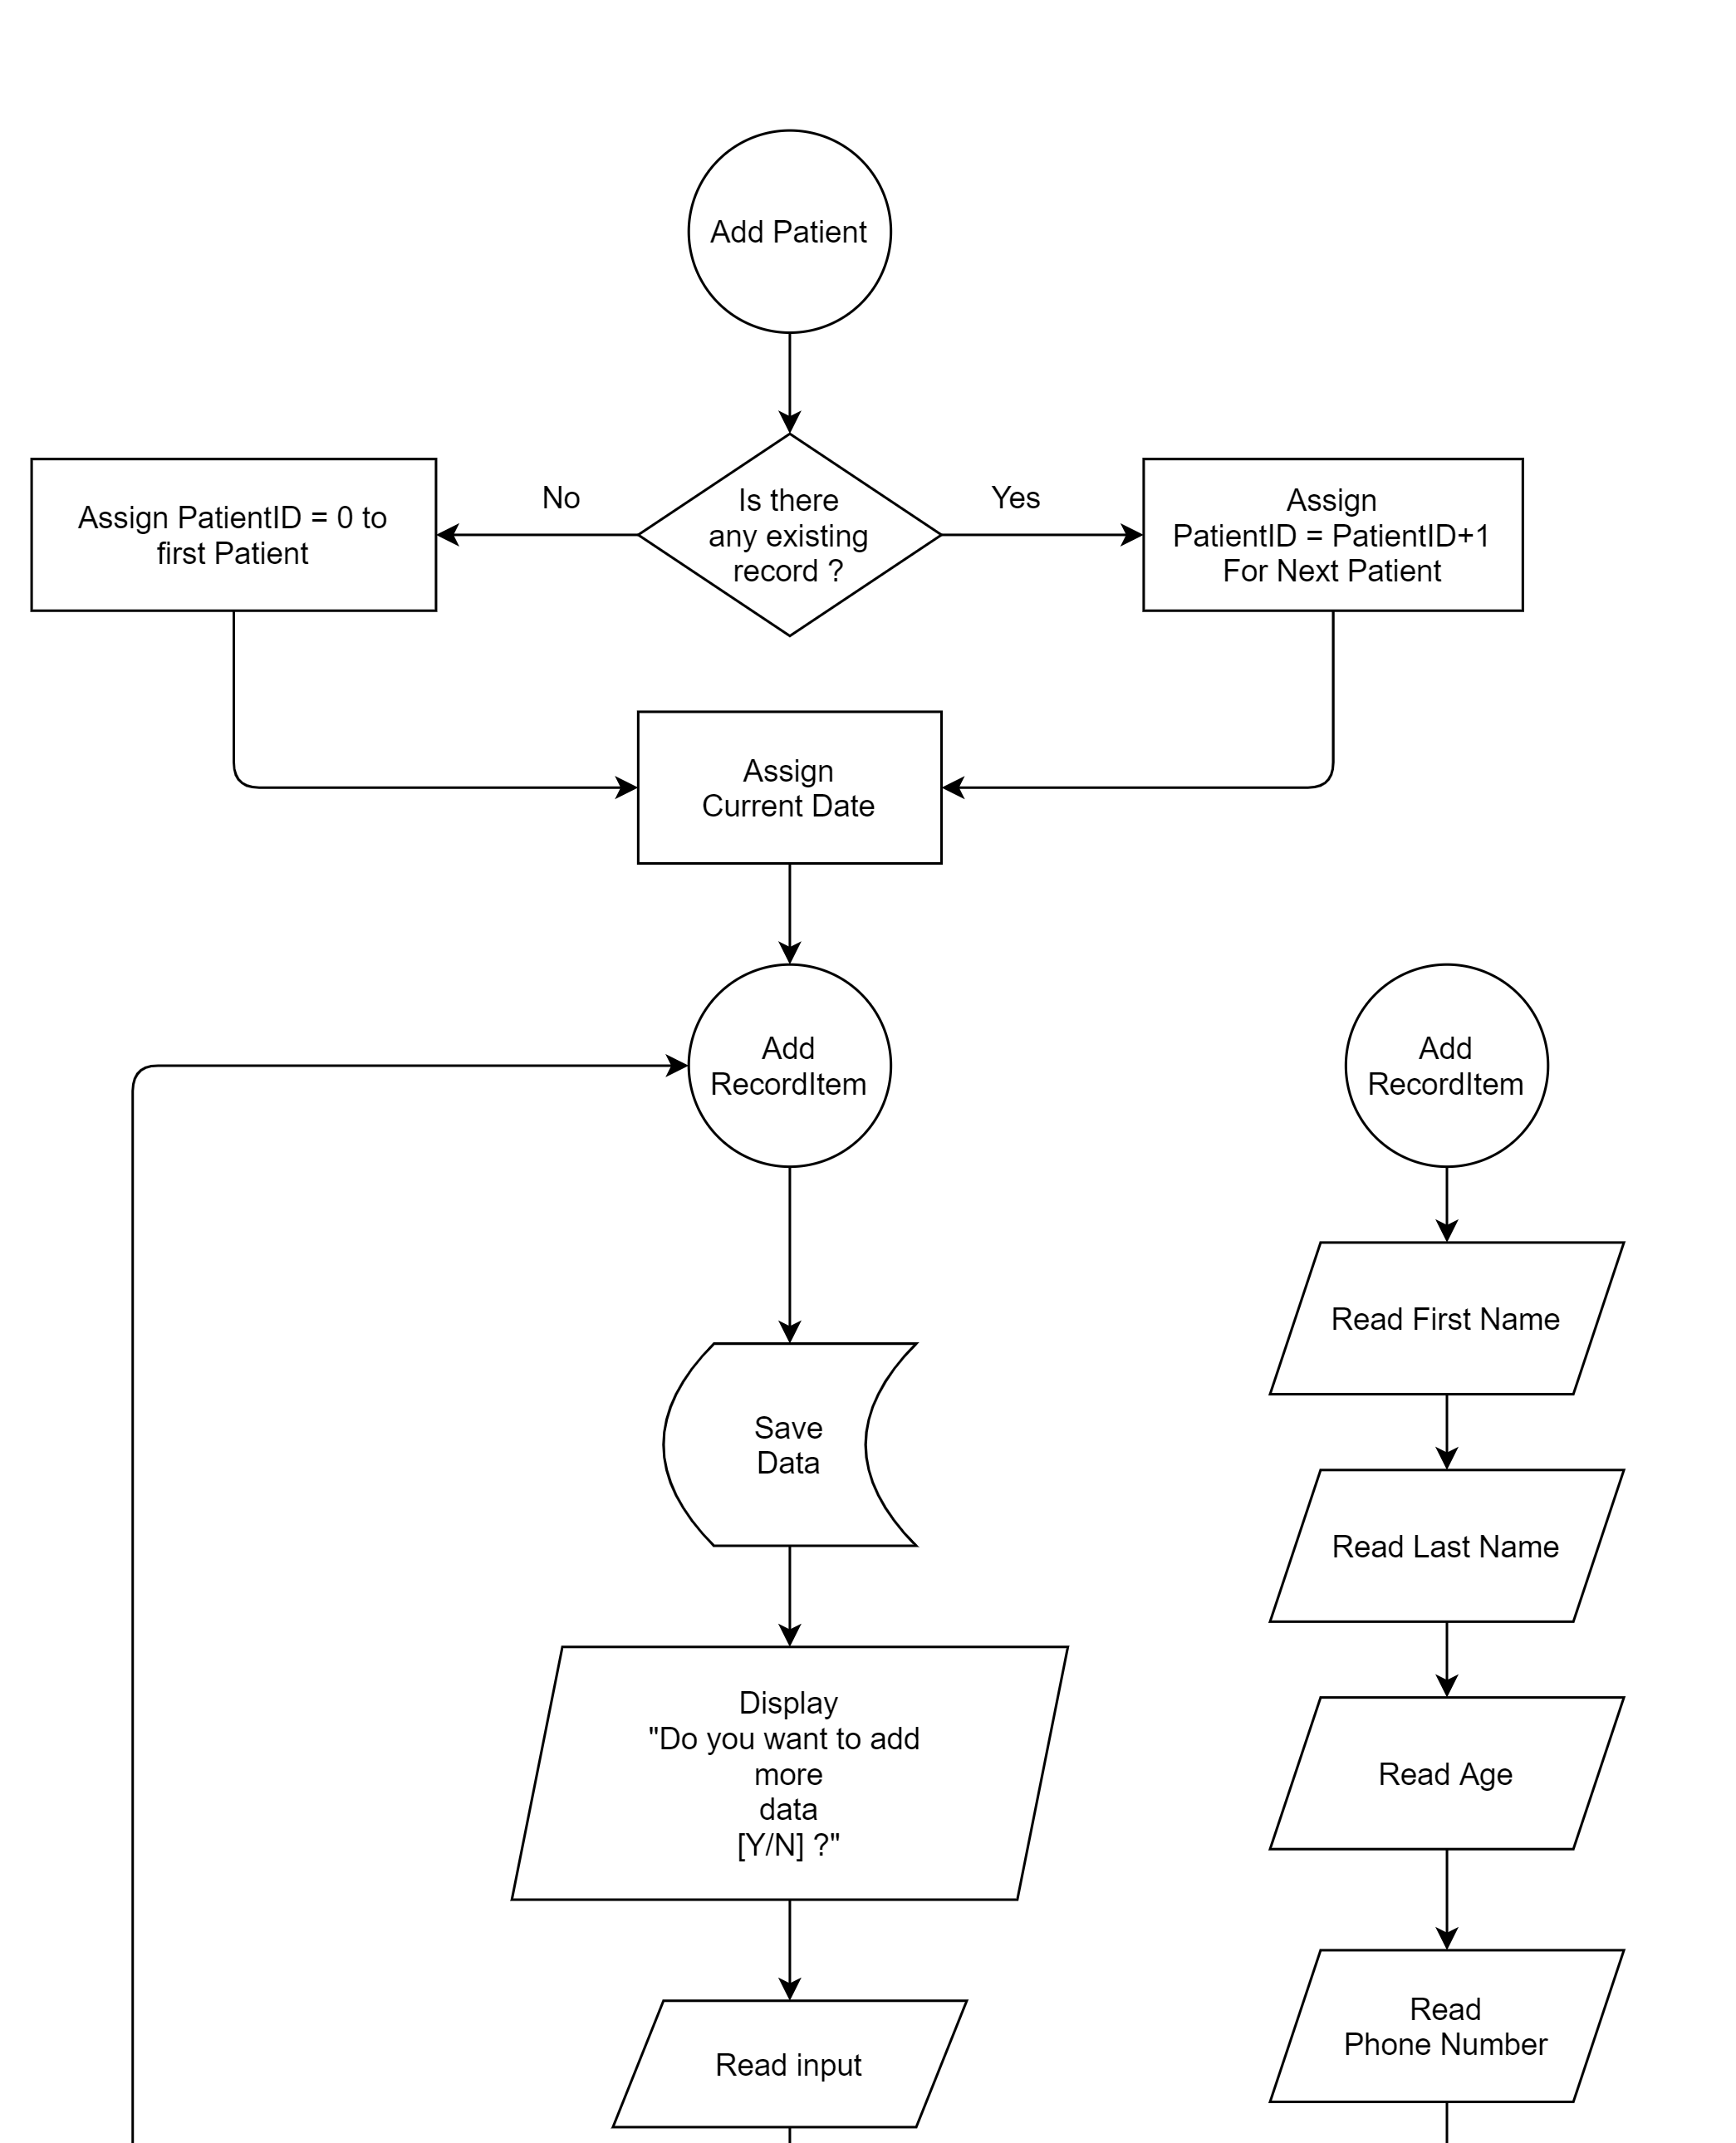 Add Patient
No
Is there
any existing
record ?
Yes
Assign PatientID = 0 to
first Patient
Assign
PatientID = PatientID+1
For Next Patient
Assign
Current Date
Add
RecordItem
Save
Data
Display
"Do you want to add
more
data
[Y/N] ?"
Read input
Add
RecordItem
Read First Name
Read Last Name
Read Age
Read
Phone Number